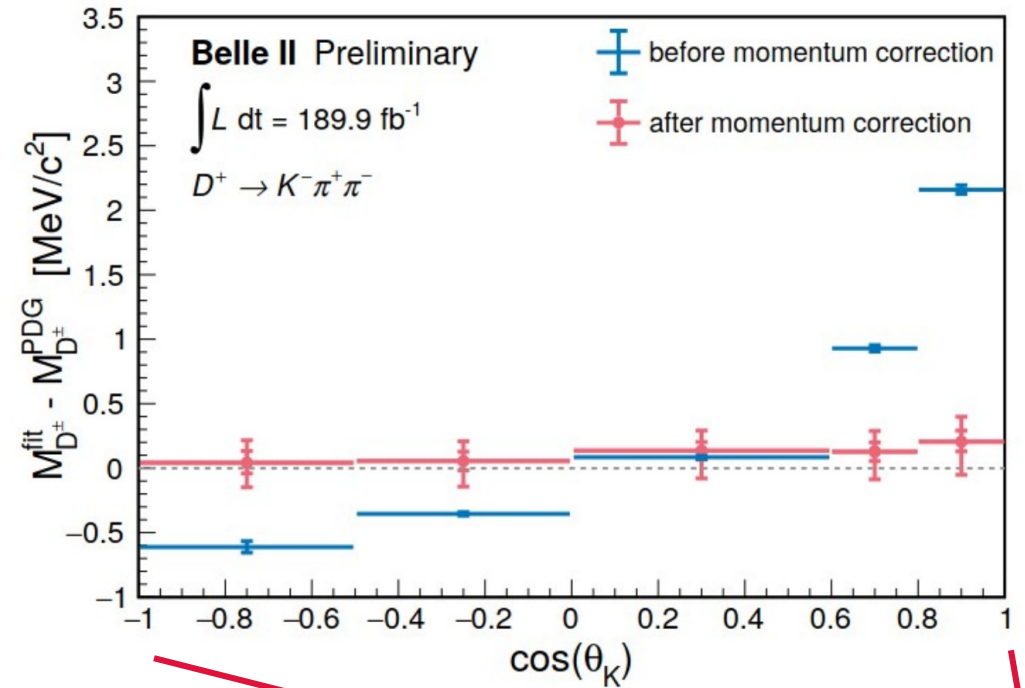 Belle II Preliminary
∫L dt = 189.9 fb⁻¹
D⁺ → K⁻π⁺π⁻
before momentum correction
after momentum correction
M^fit_D± - M^PDG_D± [MeV/c²]
3.5
3
2.5
2
1.5
1
0.5
0
−0.5
−1
−1 −0.8 −0.6 −0.4 −0.2 0 0.2 0.4 0.6 0.8 1
cos(θ_K)